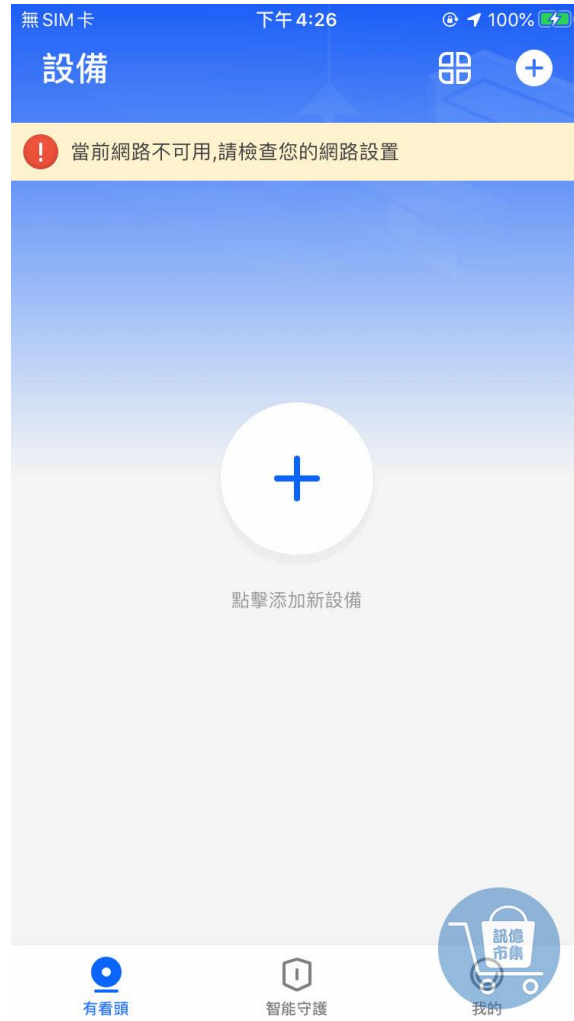 無SIM卡 下午4:26 100%
設備
當前網路不可用,請檢查您的網路設置
點擊添加新設備
訊億
市集
有看頭 智能守護 我的